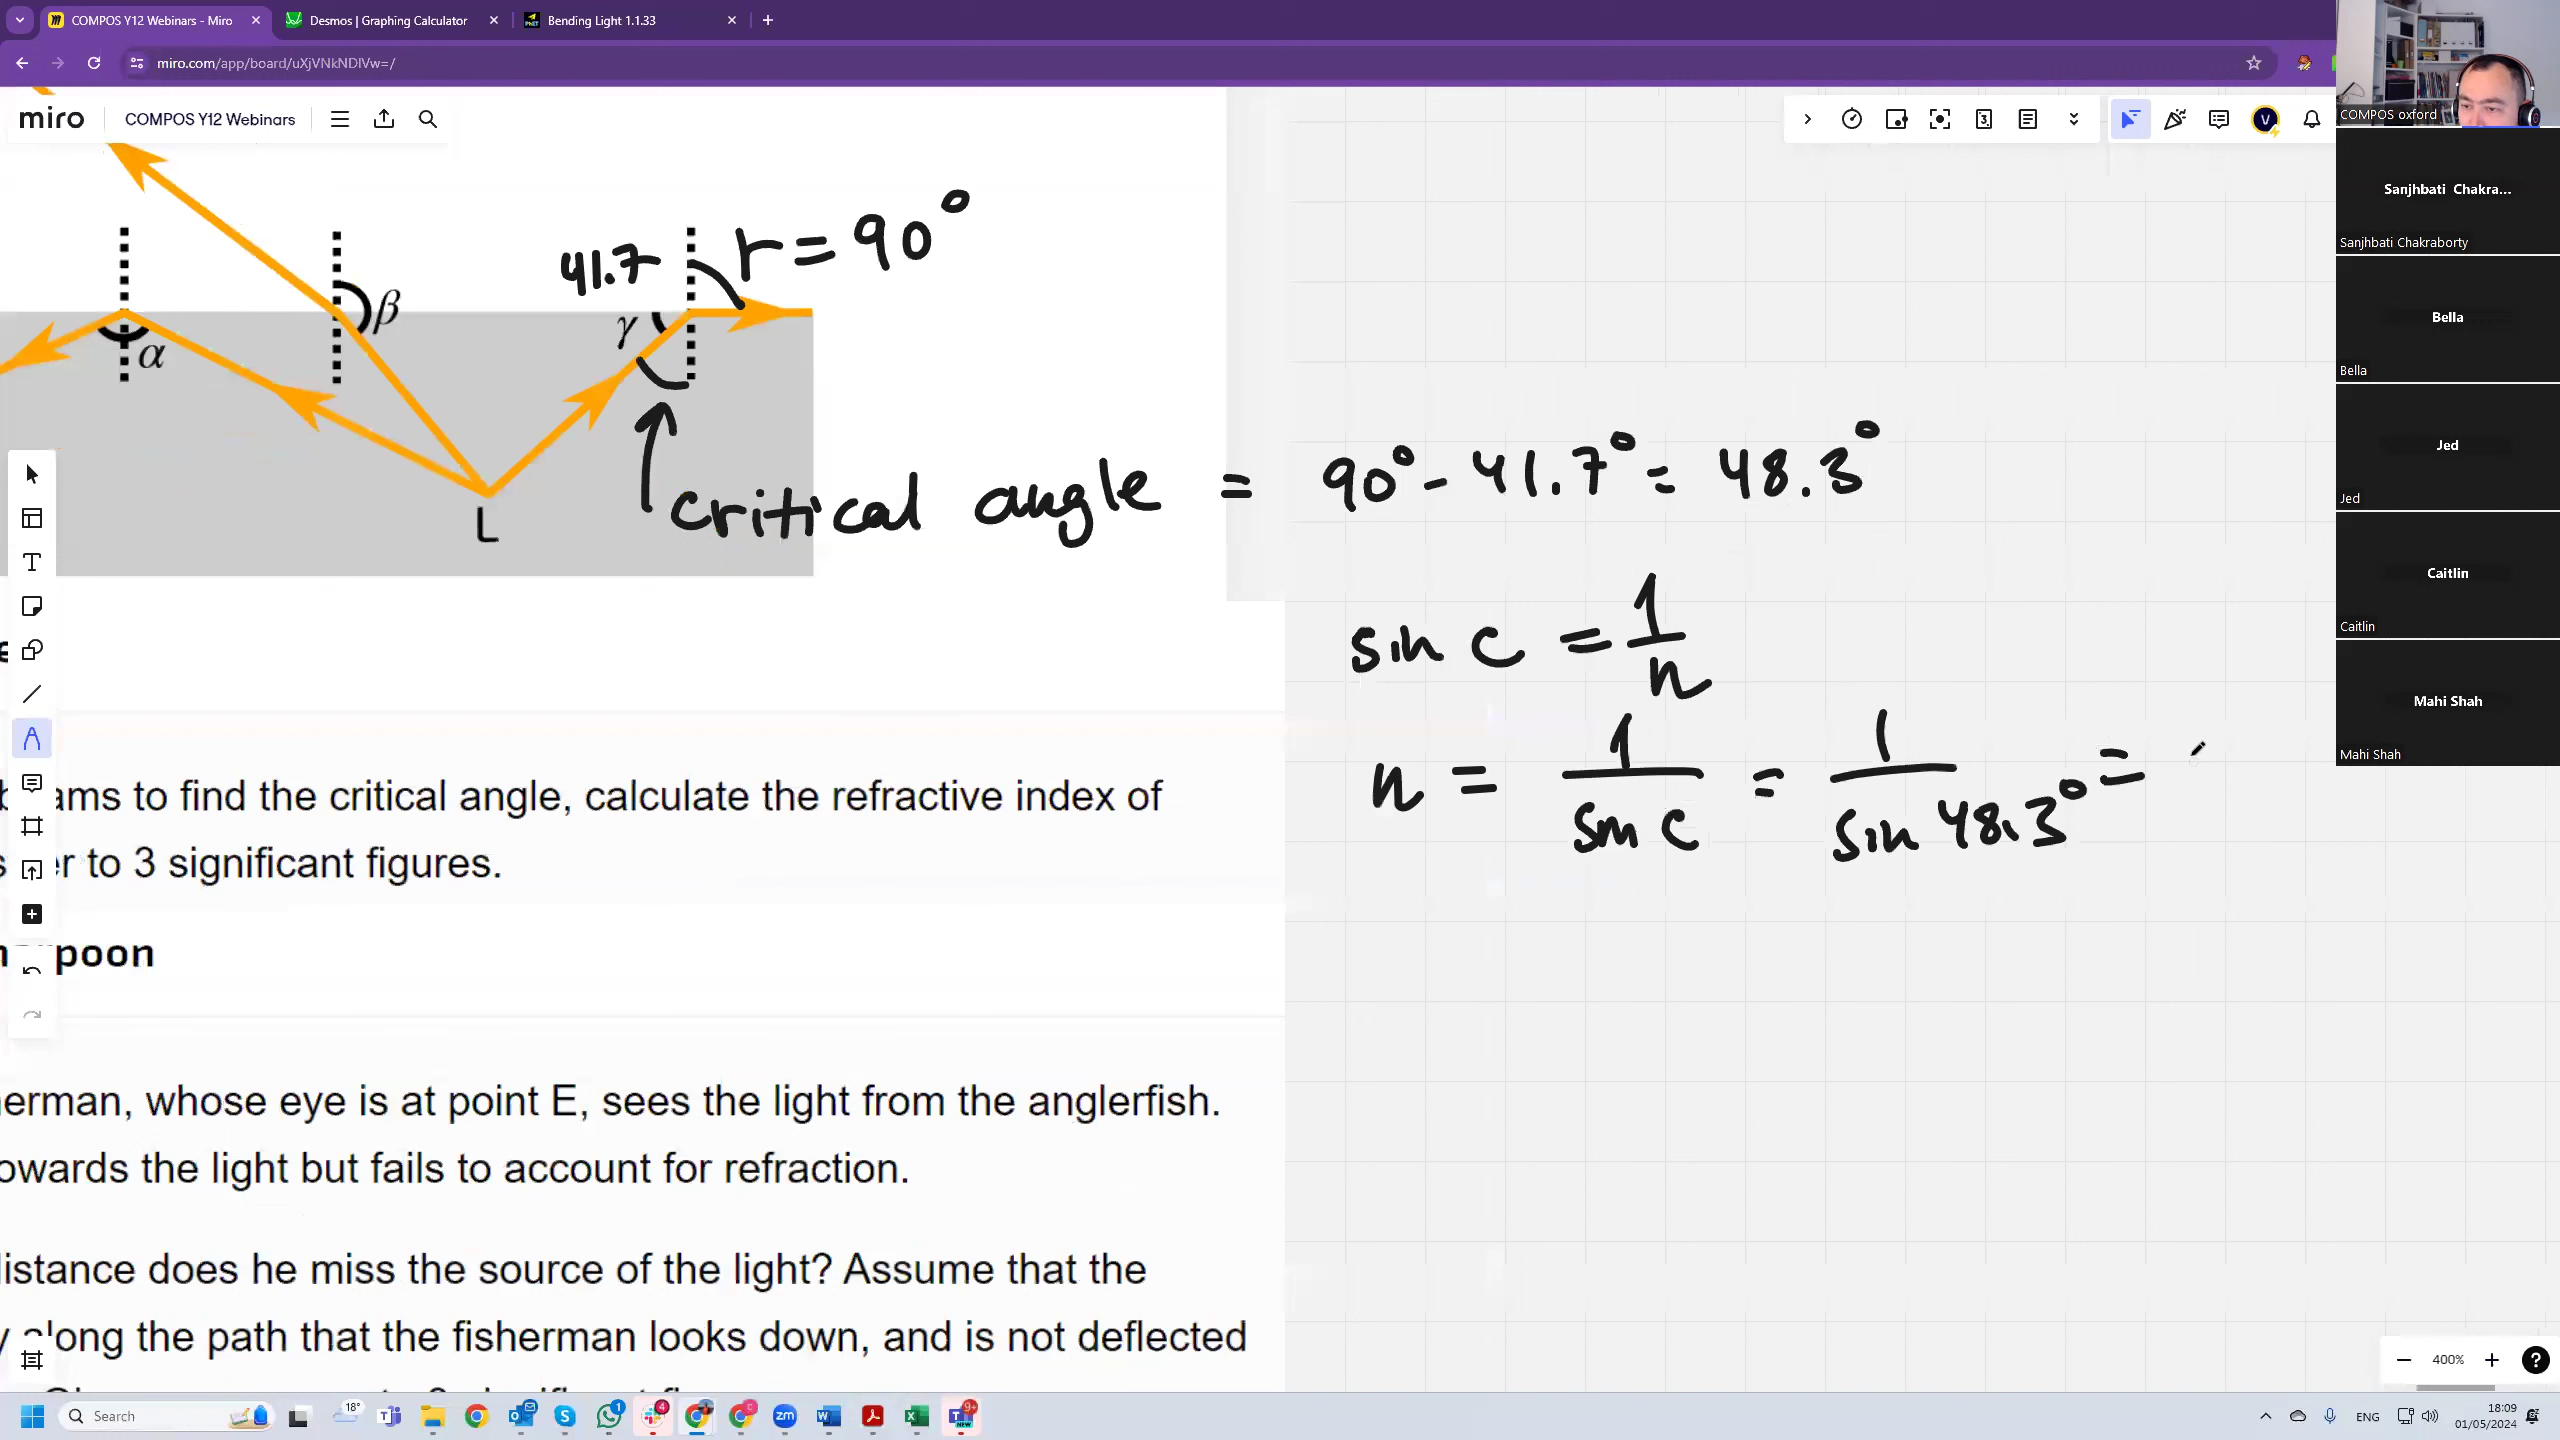 COMPOS Y12 Webinars - Miro
Desmos | Graphing Calculator
Bending Light 1.1.33
miro.com/app/board/uXjVNkNDIVw=/
miro
COMPOS Y12 Webinars
COMPOS oxford
Sanjhbati Chakra...
Sanjhbati Chakraborty
Bella
Bella
Jed
Jed
Caitlin
Caitlin
Mahi Shah
Mahi Shah
41.7
r = 90°
α
β
γ
L
critical angle = 90° - 41.7° = 48.3°
sin c = 1/n
n = 1/sin c = 1/sin 48.3° =
ams to find the critical angle, calculate the refractive index of
er to 3 significant figures.
poon
erman, whose eye is at point E, sees the light from the anglerfish.
owards the light but fails to account for refraction.
distance does he miss the source of the light? Assume that the
y along the path that the fisherman looks down, and is not deflected
400%
18°
Search
ENG
18:09
01/05/2024